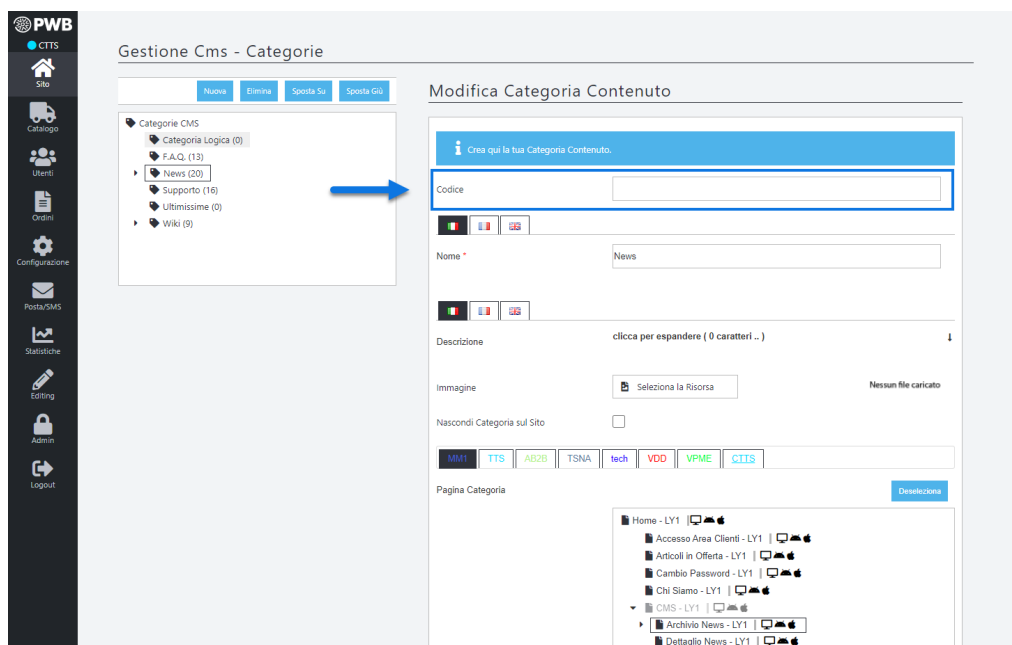 PWB
CTTS
Sito
Catalogo
Utenti
Ordini
Configurazione
Posta/SMS
Statistiche
Editing
Admin
Logout
Gestione Cms - Categorie
Nuova Elimina Sposta Su Sposta Giù
Categorie CMS
Categoria Logica (0)
F.A.Q. (13)
News (20)
Supporto (16)
Ultimissime (0)
Wiki (9)
Modifica Categoria Contenuto
Crea qui la tua Categoria Contenuto.
Codice
Nome * News
Descrizione clicca per espandere ( 0 caratteri .. )
Immagine Seleziona la Risorsa Nessun file caricato
Nascondi Categoria sul Sito
MM1 TTS AB2B TSNA tech VDD VPME CTTS
Pagina Categoria Deseleziona
Home - LY1 |
Accesso Area Clienti - LY1 |
Articoli in Offerta - LY1 |
Cambio Password - LY1 |
Chi Siamo - LY1 |
CMS - LY1 |
Archivio News - LY1 |
Dettaglio News - LY1 |